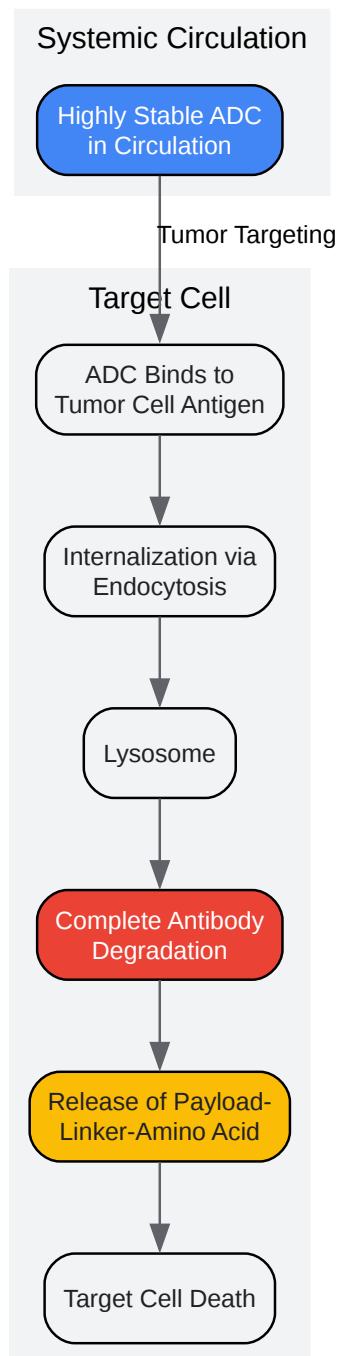 Systemic Circulation
Highly Stable ADC
in Circulation
Tumor Targeting
Target Cell
ADC Binds to
Tumor Cell Antigen
Internalization via
Endocytosis
Lysosome
Complete Antibody
Degradation
Release of Payload-
Linker-Amino Acid
Target Cell Death